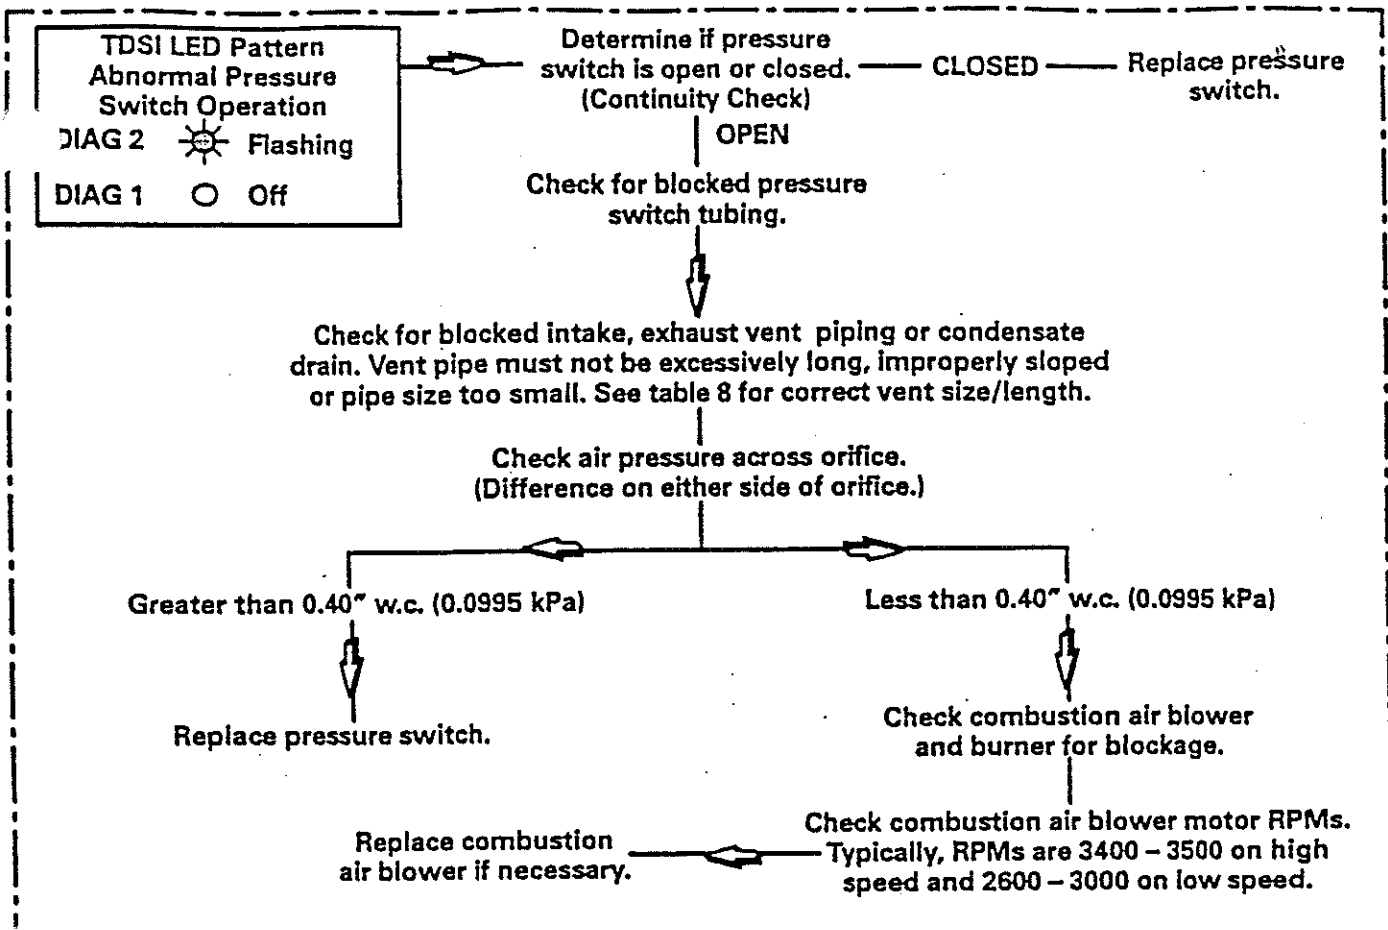 TDSI LED Pattern
Abnormal Pressure
Switch Operation
DIAG 2 Flashing
DIAG 1 Off
Determine if pressure
switch is open or closed.
(Continuity Check)
CLOSED
Replace pressure
switch.
OPEN
Check for blocked pressure
switch tubing.
Check for blocked intake, exhaust vent piping or condensate
drain. Vent pipe must not be excessively long, improperly sloped
or pipe size too small. See table 8 for correct vent size/length.
Check air pressure across orifice.
(Difference on either side of orifice.)
Greater than 0.40" w.c. (0.0995 kPa)
Less than 0.40" w.c. (0.0995 kPa)
Replace pressure switch.
Check combustion air blower
and burner for blockage.
Check combustion air blower motor RPMs.
Typically, RPMs are 3400 – 3500 on high
speed and 2600 – 3000 on low speed.
Replace combustion
air blower if necessary.